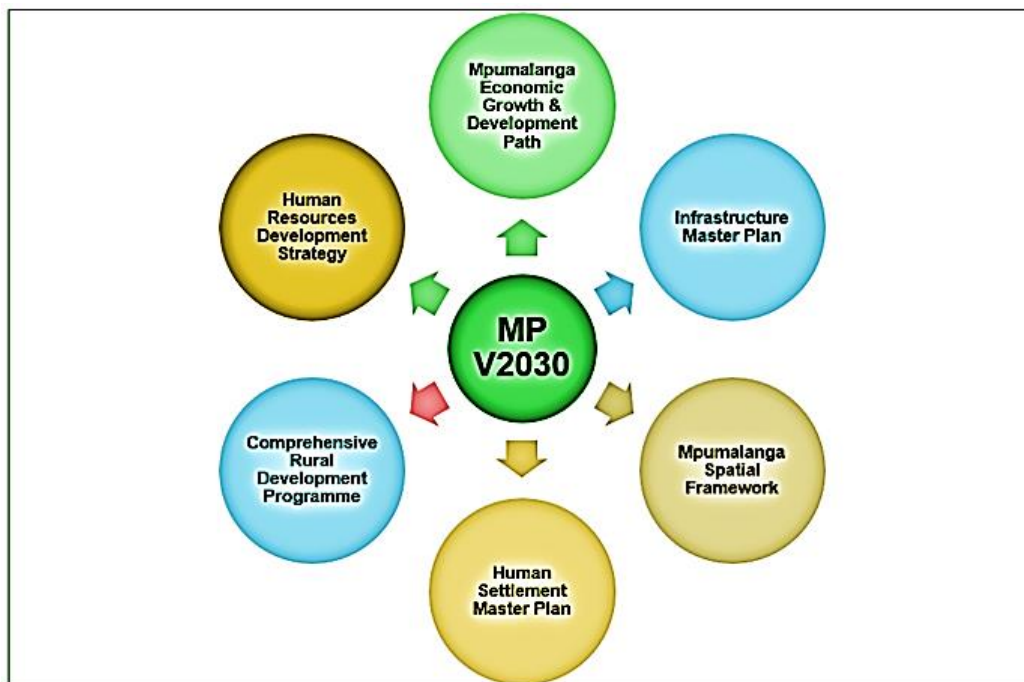 Mpumalanga
Economic
Growth &
Development
Path
Infrastructure
Master Plan
Mpumalanga
Spatial
Framework
Human
Settlement
Master Plan
Comprehensive
Rural
Development
Programme
Human
Resources
Development
Strategy
MP
V2030